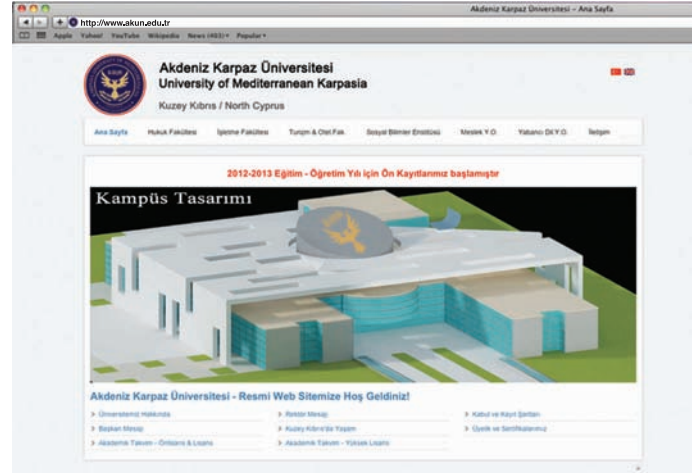 Akdeniz Karpaz Üniversitesi – Ana Sayfa
http://www.akun.edu.tr
Apple Yahoo! YouTube Wikipedia News (403) Popular
Akdeniz Karpaz Üniversitesi
University of Mediterranean Karpasia
Kuzey Kıbrıs / North Cyprus
Ana Sayfa Hukuk Fakültesi İşletme Fakültesi Turizm & Otel Fak. Sosyal Bilimler Enstitüsü Meslek Y.O. Yabancı Dil Y.O. İletişim
2012-2013 Eğitim - Öğretim Yılı için Ön Kayıtlarımız başlamıştır
Kampüs Tasarımı
Akdeniz Karpaz Üniversitesi - Resmi Web Sitemize Hoş Geldiniz!
> Üniversitemiz Hakkında > Rektör Mesajı > Kabul ve Kayıt Şartları
> Başkan Mesajı > Kuzey Kıbrıs'da Yaşam > Üyelik ve Sertifikalarımız
> Akademik Takvim - Önlisans & Lisans > Akademik Takvim - Yüksek Lisans